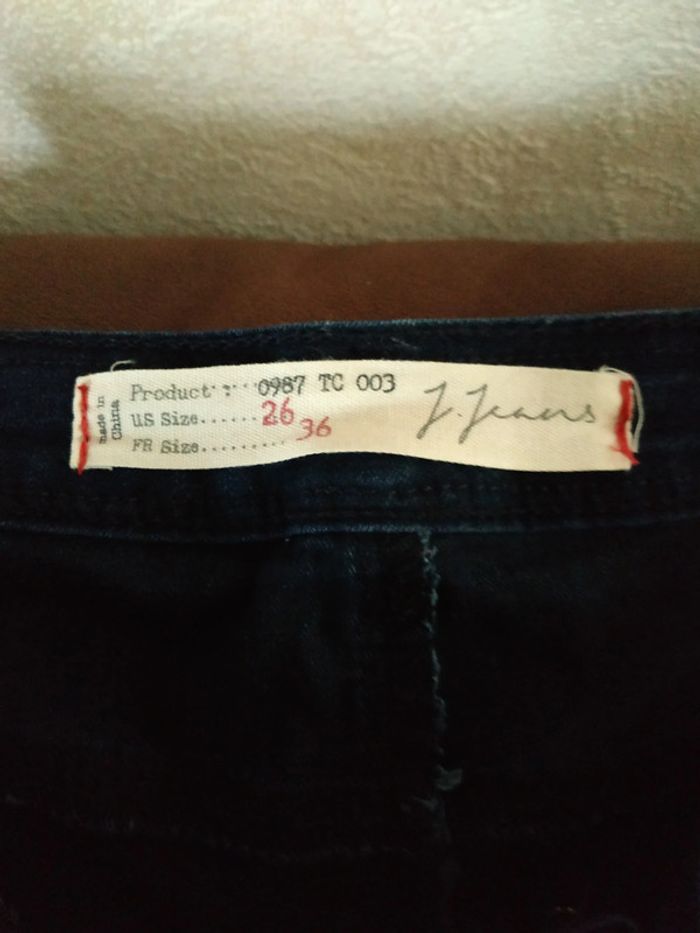 made in
China
Product : 0987 TC 003
US Size...... 26
FR Size......... 36
J.Jeans